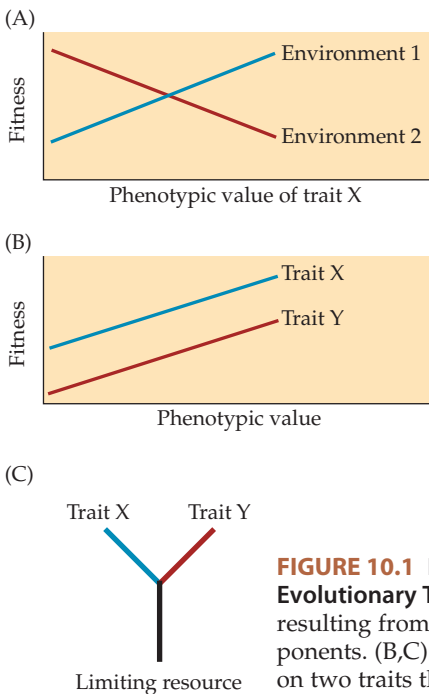 (A)
Fitness
Environment 1
Environment 2
Phenotypic value of trait X
(B)
Fitness
Trait X
Trait Y
Phenotypic value
(C)
Trait X
Trait Y
Limiting resource
FIGURE 10.1
Evolutionary
resulting from
ponents. (B,C)
on two traits